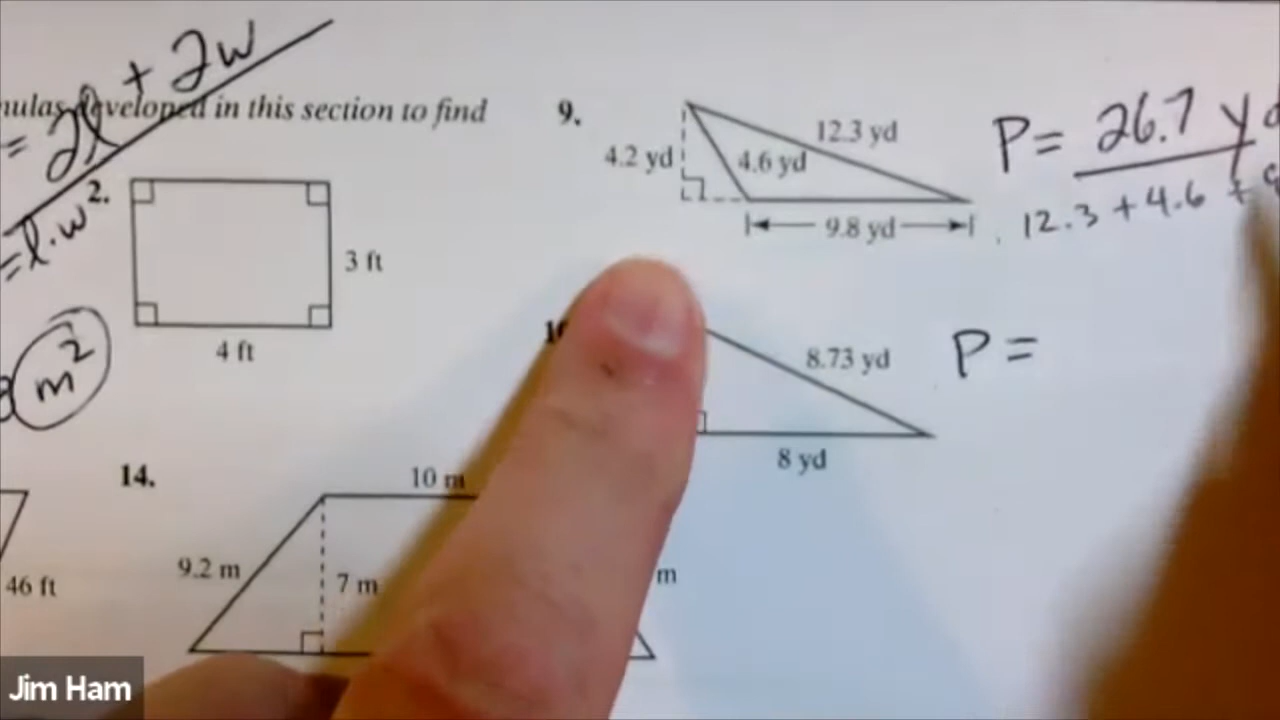 = 2l + 2w
developed in this section to find
= l·w
m²
2.
3 ft
4 ft
9.
12.3 yd
4.2 yd
4.6 yd
9.8 yd
P = 26.7
12.3 + 4.6 +
8.73 yd
8 yd
P =
14.
10 m
9.2 m
7 m
m
46 ft
Jim Ham